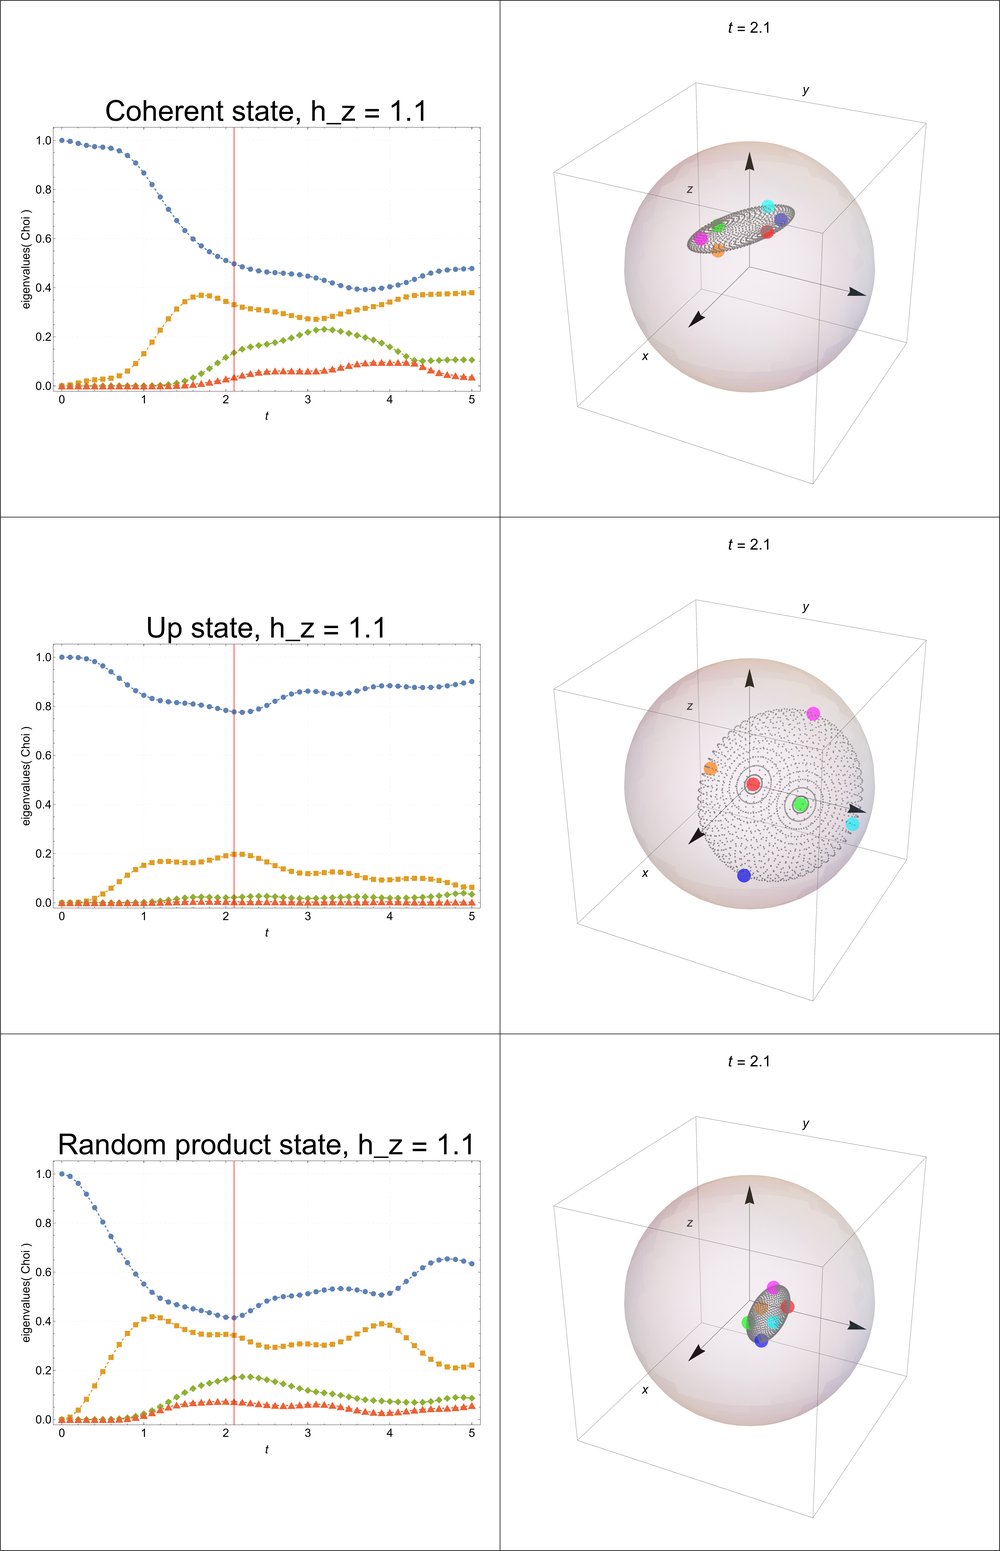 Coherent state, h_z = 1.1
eigenvalues( Choi )
1.0
0.8
0.6
0.4
0.2
0.0
0 1 2 3 4 5
t
t = 2.1
y
z
x
Up state, h_z = 1.1
eigenvalues( Choi )
1.0
0.8
0.6
0.4
0.2
0.0
0 1 2 3 4 5
t
t = 2.1
y
z
x
Random product state, h_z = 1.1
eigenvalues( Choi )
1.0
0.8
0.6
0.4
0.2
0.0
0 1 2 3 4 5
t
t = 2.1
y
z
x